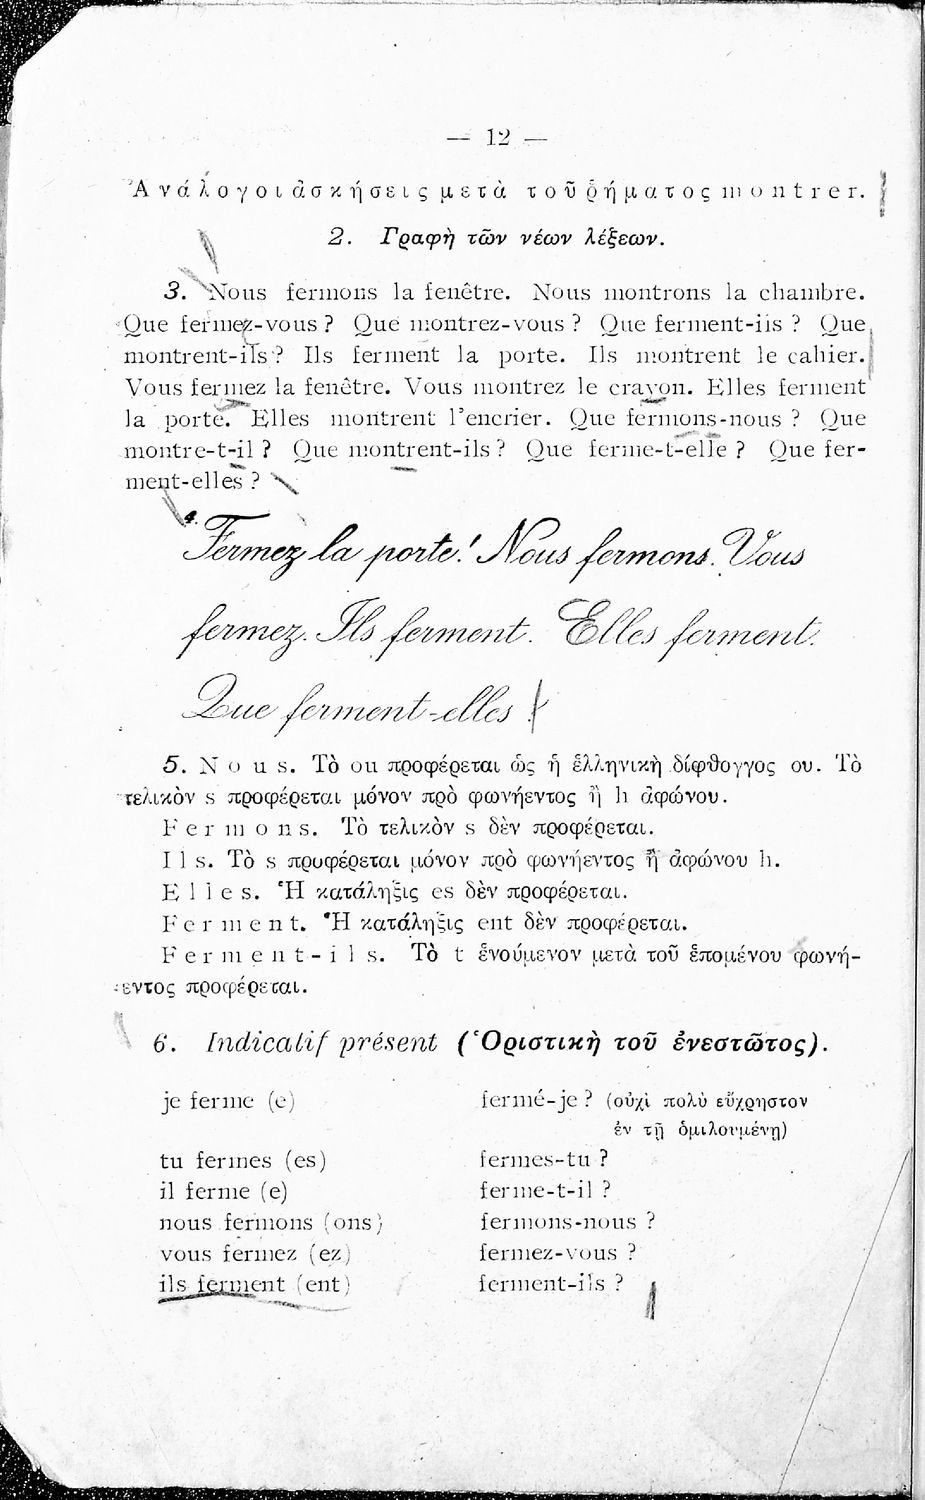 — 12 —
Ἀνάλογοι ἀσκήσεις μετὰ τοῦ ῥήματος montrer.
2. Γραφὴ τῶν νέων λέξεων.
3. Nous fermons la fenêtre. Nous montrons la chambre.
Que fermez-vous ? Que montrez-vous ? Que ferment-ils ? Que
montrent-ils ? Ils ferment la porte. Ils montrent le cahier.
Vous fermez la fenêtre. Vous montrez le crayon. Elles ferment
la porte. Elles montrent l'encrier. Que fermons-nous ? Que
montre-t-il ? Que montrent-ils ? Que ferme-t-elle ? Que fer-
ment-elles ?
4. Fermez la porte! Nous fermons. Vous
fermez. Ils ferment. Elles ferment.
Que ferment-elles ?
5. Nous. Τὸ ou προφέρεται ὡς ἡ ἑλληνικὴ δίφθογγος ου. Τὸ
τελικὸν s προφέρεται μόνον πρὸ φωνήεντος ἢ h ἀφώνου.
Fermons. Τὸ τελικὸν s δὲν προφέρεται.
Ils. Τὸ s προφέρεται μόνον πρὸ φωνήεντος ἢ ἀφώνου h.
Elles. Ἡ κατάληξις es δὲν προφέρεται.
Ferment. Ἡ κατάληξις ent δὲν προφέρεται.
Ferment-ils. Τὸ t ἑνούμενον μετὰ τοῦ ἑπομένου φωνή-
εντος προφέρεται.
6. Indicatif présent (Ὁριστικὴ τοῦ ἐνεστῶτος).
je ferme (e) fermé-je ? (οὐχὶ πολὺ εὔχρηστον
ἐν τῇ ὁμιλουμένῃ)
tu fermes (es) fermes-tu ?
il ferme (e) ferme-t-il ?
nous fermons (ons) fermons-nous ?
vous fermez (ez) fermez-vous ?
ils ferment (ent) ferment-ils ?